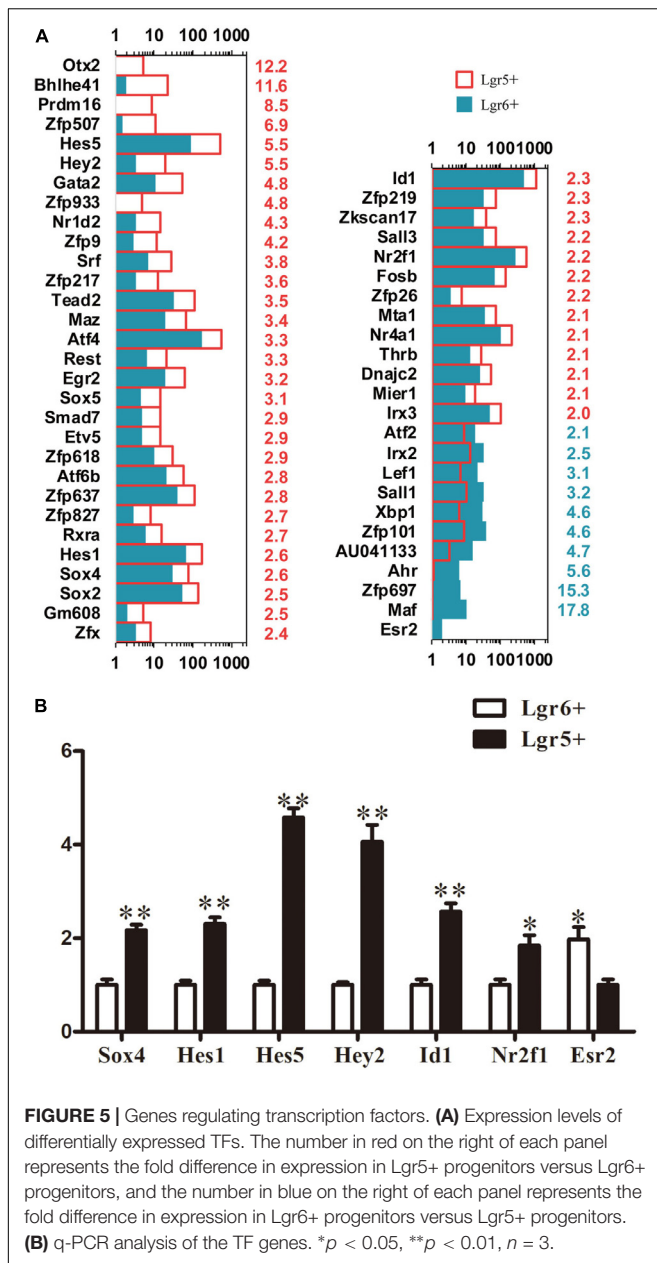 A
1 10 100 1000
Otx2 12.2
Bhlhe41 11.6
Prdm16 8.5
Zfp507 6.9
Hes5 5.5
Hey2 5.5
Gata2 4.8
Zfp933 4.8
Nr1d2 4.3
Zfp9 4.2
Srf 3.8
Zfp217 3.6
Tead2 3.5
Maz 3.4
Atf4 3.3
Rest 3.3
Egr2 3.2
Sox5 3.1
Smad7 2.9
Etv5 2.9
Zfp618 2.9
Atf6b 2.8
Zfp637 2.8
Zfp827 2.7
Rxra 2.7
Hes1 2.6
Sox4 2.6
Sox2 2.5
Gm608 2.5
Zfx 2.4
1 10 100 1000
Lgr5+
Lgr6+
1 10 100 1000
Id1 2.3
Zfp219 2.3
Zkscan17 2.3
Sall3 2.2
Nr2f1 2.2
Fosb 2.2
Zfp26 2.2
Mta1 2.1
Nr4a1 2.1
Thrb 2.1
Dnajc2 2.1
Mier1 2.1
Irx3 2.0
Atf2 2.1
Irx2 2.5
Lef1 3.1
Sall1 3.2
Xbp1 4.6
Zfp101 4.6
AU041133 4.7
Ahr 5.6
Zfp697 15.3
Maf 17.8
Esr2
1 10 100 1000
B
Lgr6+
Lgr5+
6
4
2
0
** ** ** ** ** * *
Sox4 Hes1 Hes5 Hey2 Id1 Nr2f1 Esr2
FIGURE 5 | Genes regulating transcription factors. (A) Expression levels of
differentially expressed TFs. The number in red on the right of each panel
represents the fold difference in expression in Lgr5+ progenitors versus Lgr6+
progenitors, and the number in blue on the right of each panel represents the
fold difference in expression in Lgr6+ progenitors versus Lgr5+ progenitors.
(B) q-PCR analysis of the TF genes. *p < 0.05, **p < 0.01, n = 3.